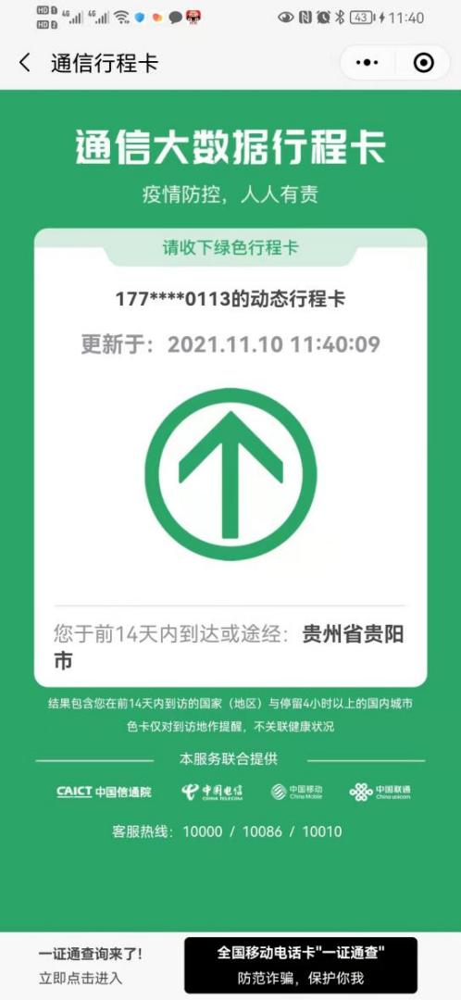 HD 1 4G 4G 43 11:40
HD 2
通信行程卡
通信大数据行程卡
疫情防控，人人有责
请收下绿色行程卡
177****0113的动态行程卡
更新于：2021.11.10 11:40:09
您于前14天内到达或途经：贵州省贵阳
市
结果包含您在前14天内到访的国家（地区）与停留4小时以上的国内城市
色卡仅对到访地作提醒，不关联健康状况
本服务联合提供
CAICT 中国信通院 中国电信 CHINA TELECOM 中国移动 China Mobile 中国联通 China unicom
客服热线：10000 / 10086 / 10010
一证通查询来了！ 全国移动电话卡"一证通查"
立即点击进入 防范诈骗，保护你我